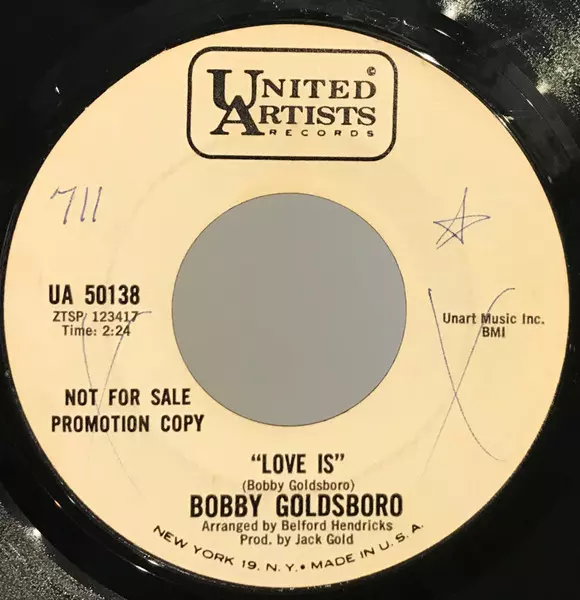 ©
UNITED
ARTISTS
RECORDS
711
UA 50138
ZTSP 123417
Time: 2:24
Unart Music Inc.
BMI
NOT FOR SALE
PROMOTION COPY
"LOVE IS"
(Bobby Goldsboro)
BOBBY GOLDSBORO
Arranged by Belford Hendricks
Prod. by Jack Gold
NEW YORK 19. N. Y. • MADE IN U. S. A.